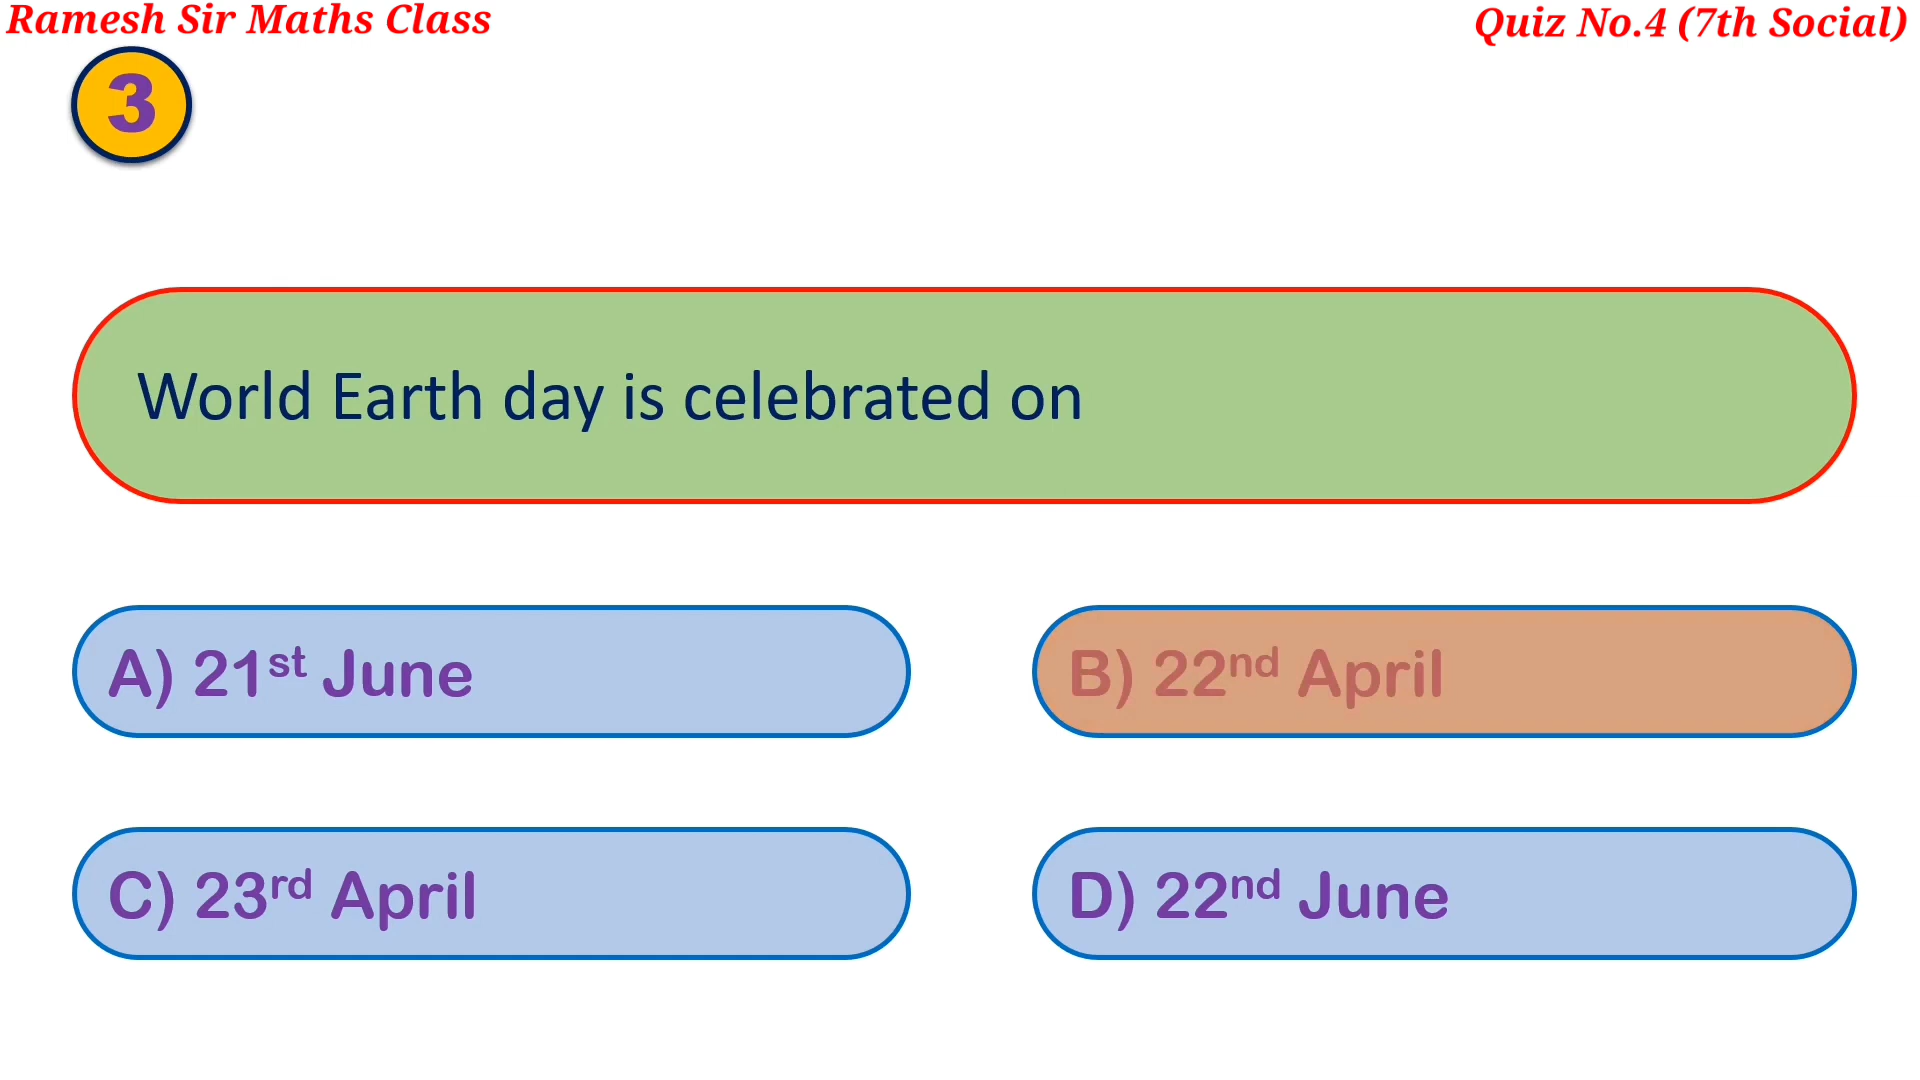 Ramesh Sir Maths Class
Quiz No.4 (7th Social)
3
World Earth day is celebrated on
A) 21st June
B) 22nd April
C) 23rd April
D) 22nd June